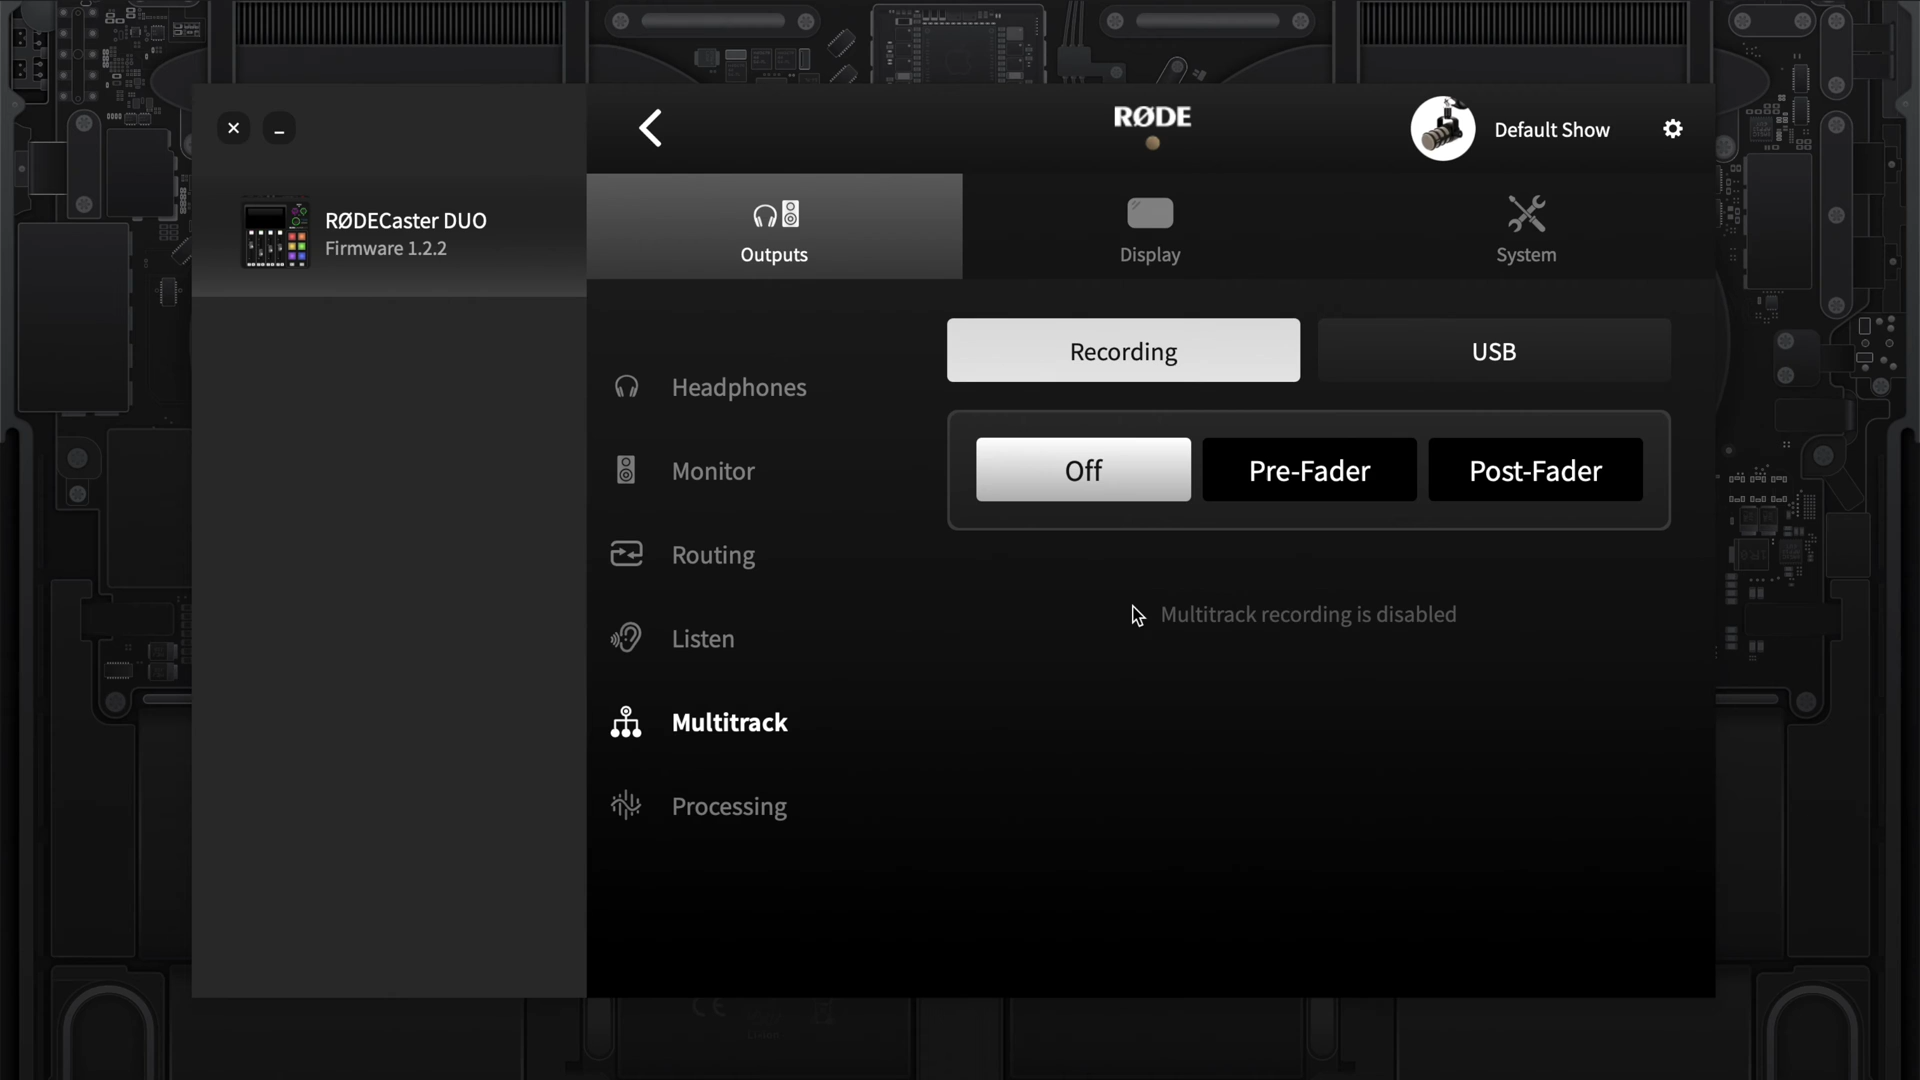 RØDE
Default Show
RØDECaster DUO
Firmware 1.2.2
Outputs
Display
System
Recording
USB
Headphones
Off
Pre-Fader
Post-Fader
Monitor
Routing
Multitrack recording is disabled
Listen
Multitrack
Processing